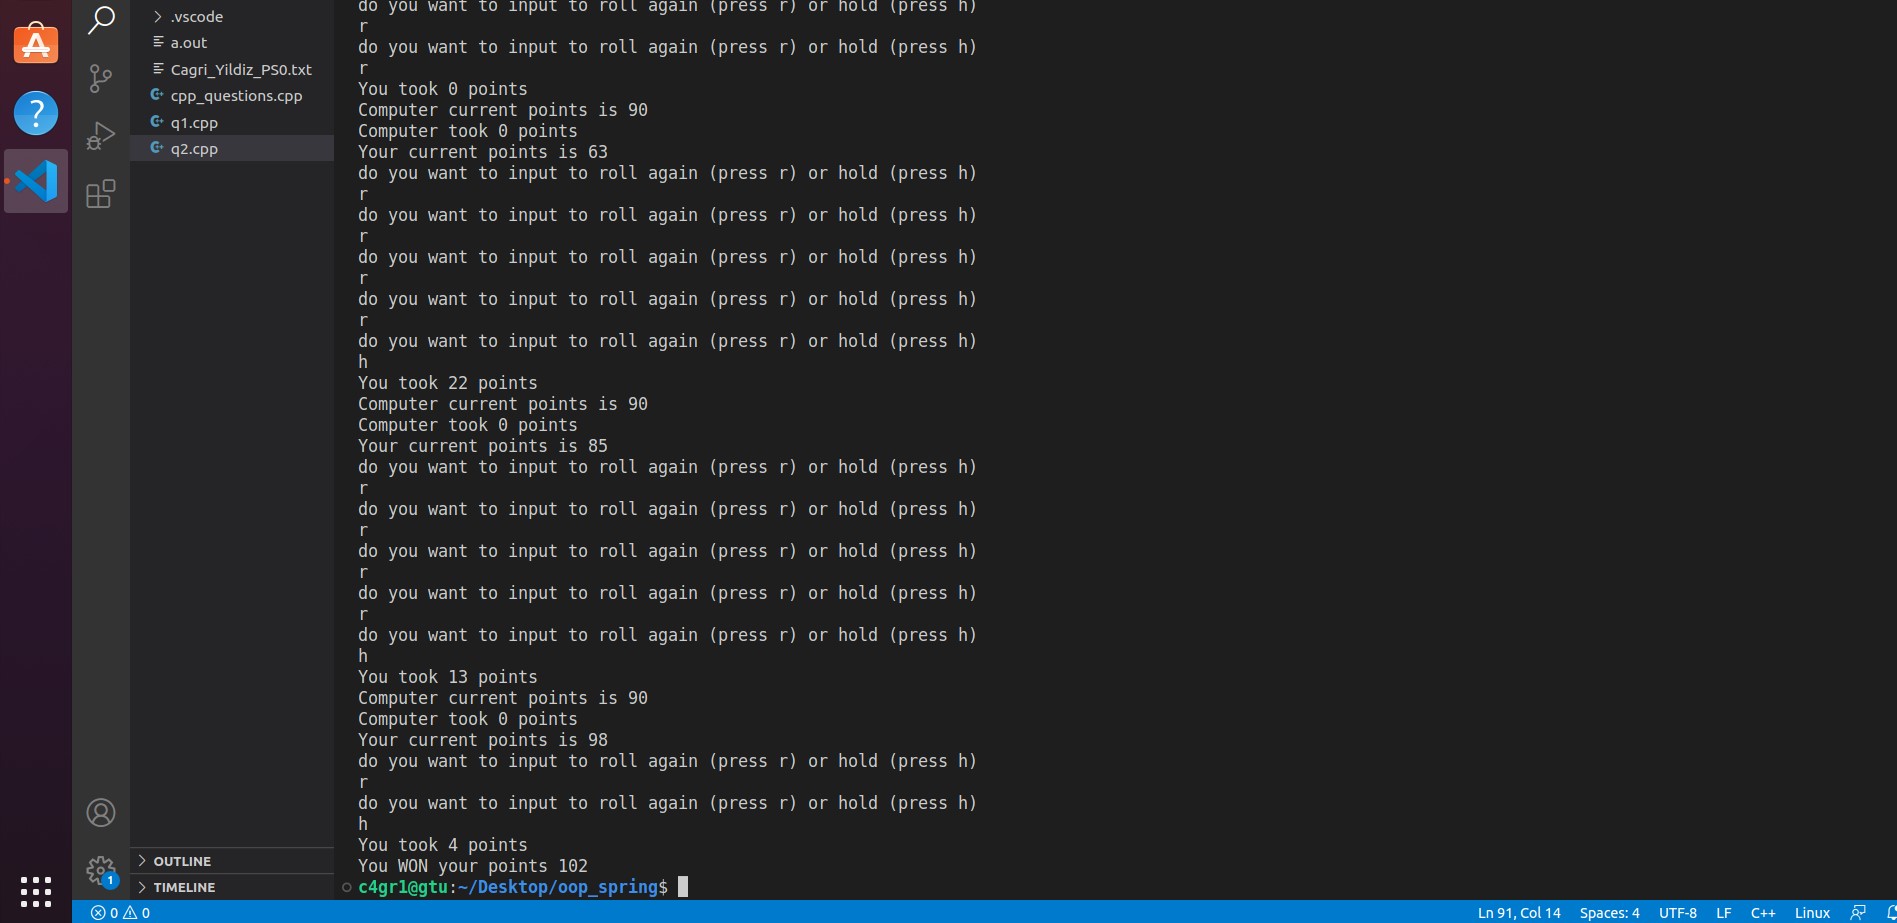 .vscode
a.out
Cagri_Yildiz_PS0.txt
cpp_questions.cpp
q1.cpp
q2.cpp
OUTLINE
TIMELINE
do you want to input to roll again (press r) or hold (press h)
r
do you want to input to roll again (press r) or hold (press h)
r
You took 0 points
Computer current points is 90
Computer took 0 points
Your current points is 63
do you want to input to roll again (press r) or hold (press h)
r
do you want to input to roll again (press r) or hold (press h)
r
do you want to input to roll again (press r) or hold (press h)
r
do you want to input to roll again (press r) or hold (press h)
r
do you want to input to roll again (press r) or hold (press h)
h
You took 22 points
Computer current points is 90
Computer took 0 points
Your current points is 85
do you want to input to roll again (press r) or hold (press h)
r
do you want to input to roll again (press r) or hold (press h)
r
do you want to input to roll again (press r) or hold (press h)
r
do you want to input to roll again (press r) or hold (press h)
r
do you want to input to roll again (press r) or hold (press h)
h
You took 13 points
Computer current points is 90
Computer took 0 points
Your current points is 98
do you want to input to roll again (press r) or hold (press h)
r
do you want to input to roll again (press r) or hold (press h)
h
You took 4 points
You WON your points 102
c4gr1@gtu:~/Desktop/oop_spring$
1
0 0 Ln 91, Col 14 Spaces: 4 UTF-8 LF C++ Linux